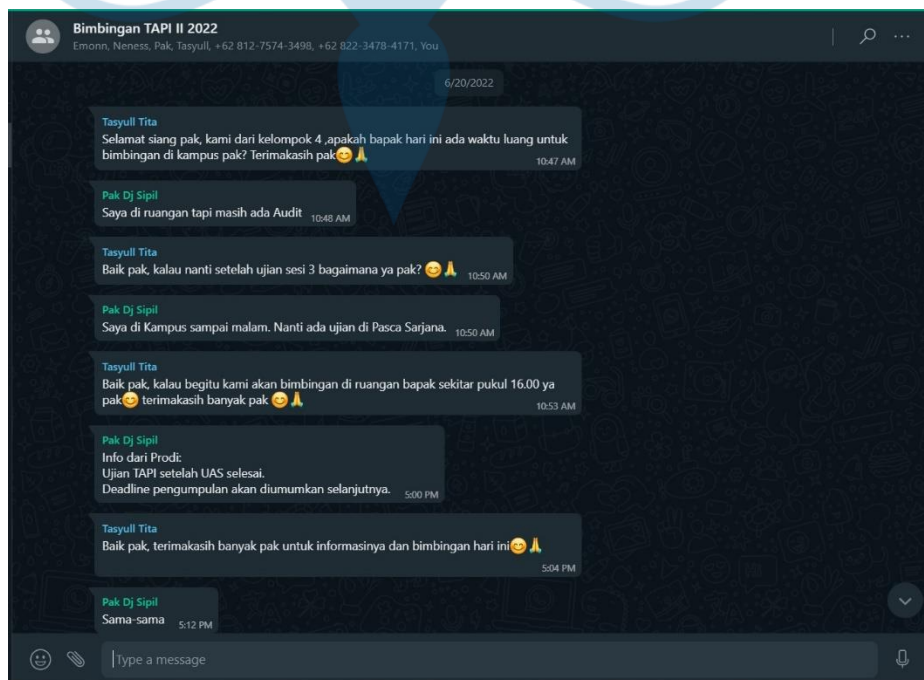 Bimbingan TAPI II 2022
Emonn, Neness, Pak, Tasyull, +62 812-7574-3498, +62 822-3478-4171, You
6/20/2022
Tasyull Tita
Selamat siang pak, kami dari kelompok 4 ,apakah bapak hari ini ada waktu luang untuk
bimbingan di kampus pak? Terimakasih pak😊🙏
10:47 AM
Pak Dj Sipil
Saya di ruangan tapi masih ada Audit 10:48 AM
Tasyull Tita
Baik pak, kalau nanti setelah ujian sesi 3 bagaimana ya pak? 😊🙏 10:50 AM
Pak Dj Sipil
Saya di Kampus sampai malam. Nanti ada ujian di Pasca Sarjana. 10:50 AM
Tasyull Tita
Baik pak, kalau begitu kami akan bimbingan di ruangan bapak sekitar pukul 16.00 ya
pak😊 terimakasih banyak pak 😊🙏
10:53 AM
Pak Dj Sipil
Info dari Prodi:
Ujian TAPI setelah UAS selesai.
Deadline pengumpulan akan diumumkan selanjutnya. 5:00 PM
Tasyull Tita
Baik pak, terimakasih banyak pak untuk informasinya dan bimbingan hari ini😊🙏
5:04 PM
Pak Dj Sipil
Sama-sama 5:12 PM
Type a message